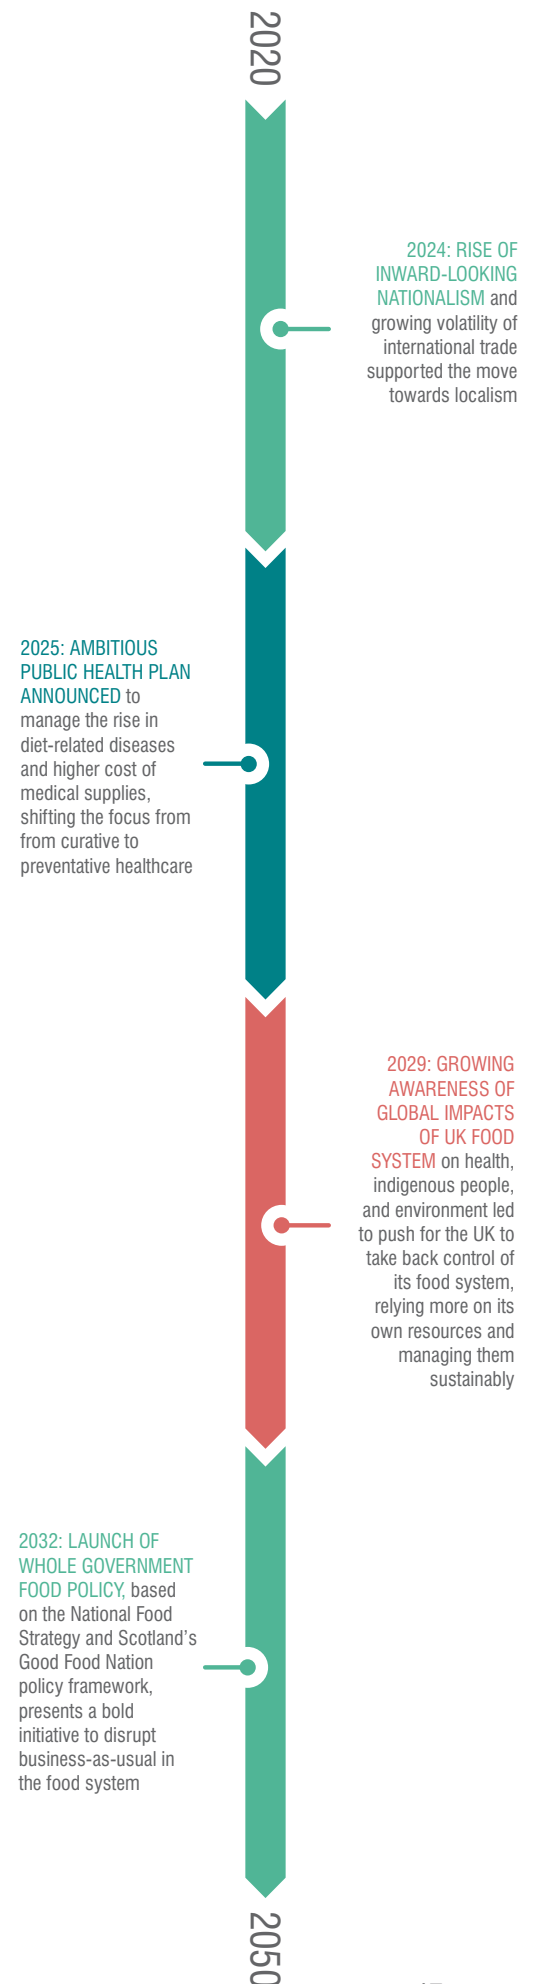 2020
2024: RISE OF
INWARD-LOOKING
NATIONALISM and
growing volatility of
international trade
supported the move
towards localism
2025: AMBITIOUS
PUBLIC HEALTH PLAN
ANNOUNCED to
manage the rise in
diet-related diseases
and higher cost of
medical supplies,
shifting the focus from
from curative to
preventative healthcare
2029: GROWING
AWARENESS OF
GLOBAL IMPACTS
OF UK FOOD
SYSTEM on health,
indigenous people,
and environment led
to push for the UK to
take back control of
its food system,
relying more on its
own resources and
managing them
sustainably
2032: LAUNCH OF
WHOLE GOVERNMENT
FOOD POLICY, based
on the National Food
Strategy and Scotland’s
Good Food Nation
policy framework,
presents a bold
initiative to disrupt
business-as-usual in
the food system
2050